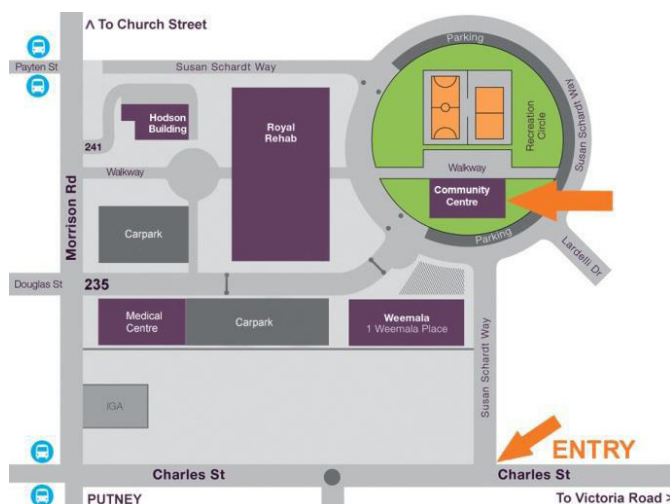 Λ To Church Street
Parking
Payten St
Susan Schardt Way
Susan Schardt Way
Hodson
Building
Royal
Rehab
Recreation
Circle
241
Walkway
Walkway
Community
Centre
Morrison Rd
Carpark
Parking
Lardelli Dr
Douglas St
235
Medical
Centre
Carpark
Weemala
1 Weemala Place
Susan Schardt Way
IGA
ENTRY
Charles St
Charles St
PUTNEY
To Victoria Road >